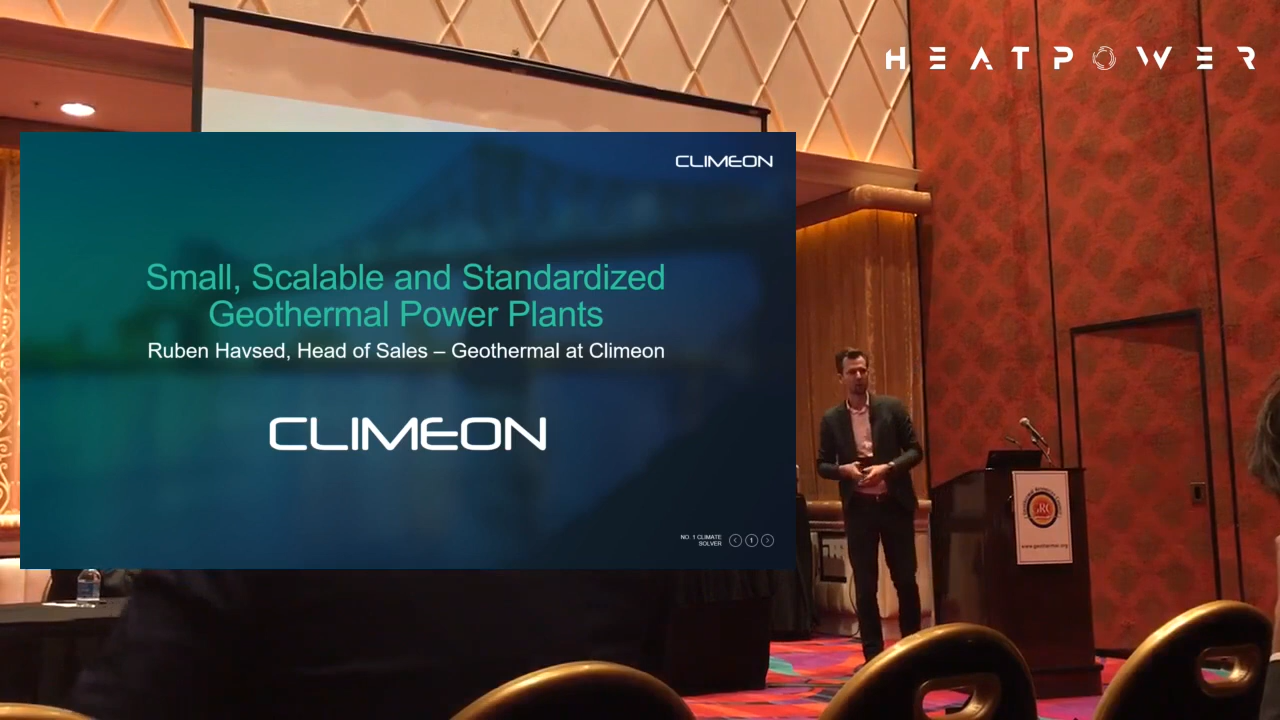 HEATPOWER
CLIMEON
Small, Scalable and Standardized
Geothermal Power Plants
Ruben Havsed, Head of Sales – Geothermal at Climeon
CLIMEON
NO. 1 CLIMATE
SOLVER
1
www.geothermal.org